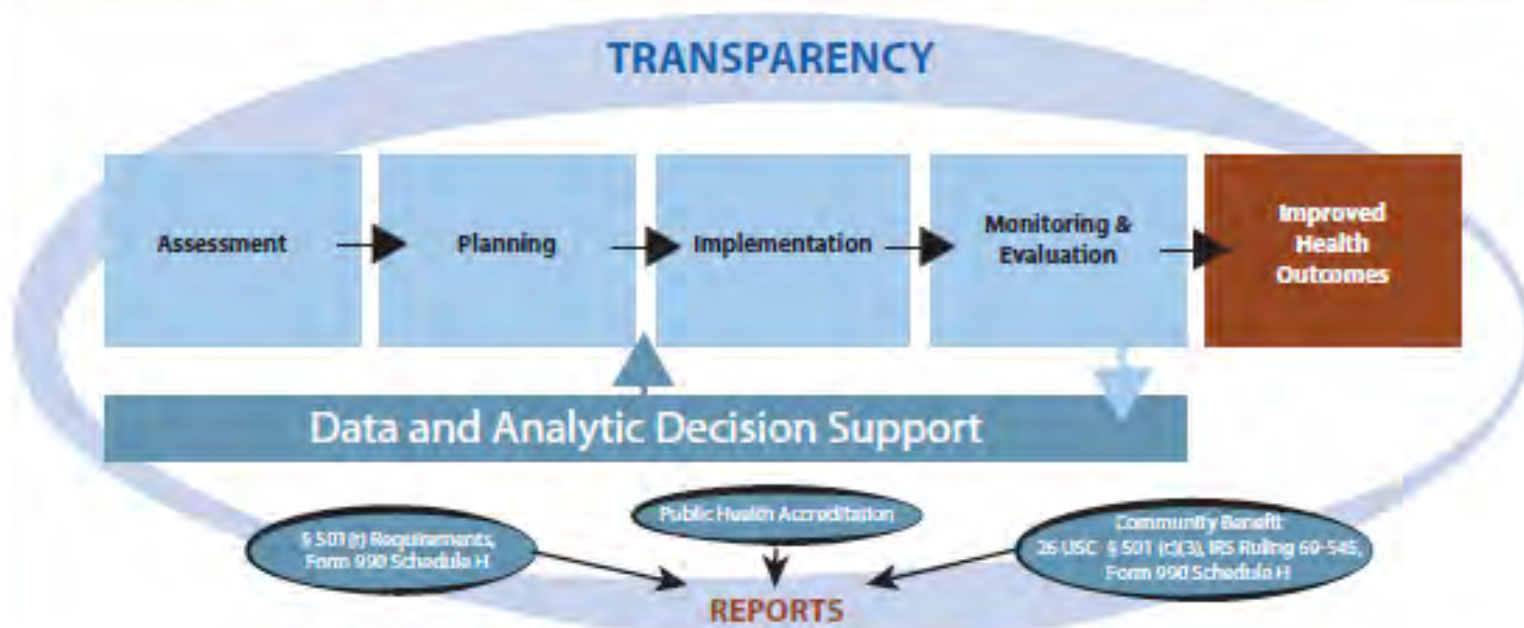 TRANSPARENCY
Assessment
Planning
Implementation
Monitoring &
Evaluation
Improved
Health
Outcomes
Data and Analytic Decision Support
§ 501(r) Requirements,
Form 990 Schedule H
Public Health Accreditation
Community Benefit
26 USC § 501 (c)(3), IRS Ruling 69-545,
Form 990 Schedule H
REPORTS